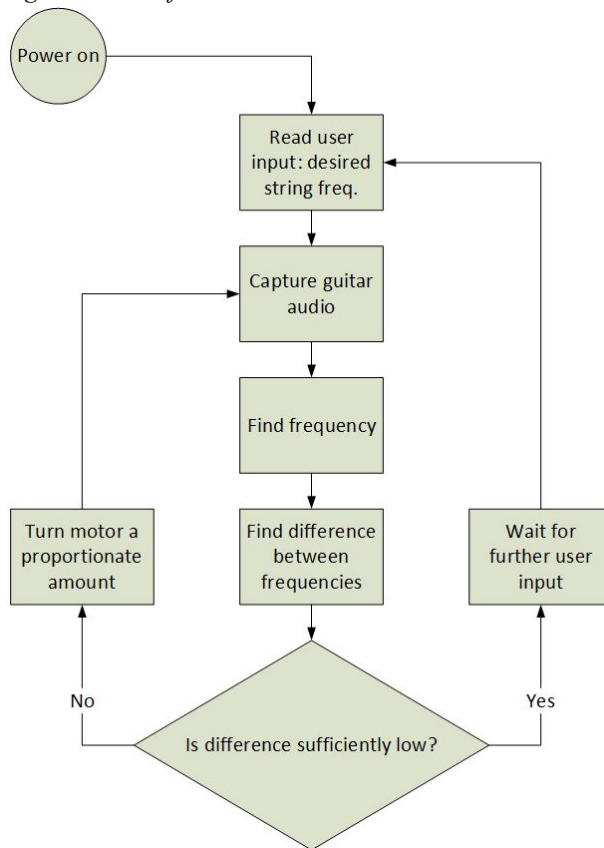 Power on
Read user
input: desired
string freq.
Capture guitar
audio
Find frequency
Turn motor a
proportionate
amount
Find difference
between
frequencies
Wait for
further user
input
No
Yes
Is difference sufficiently low?